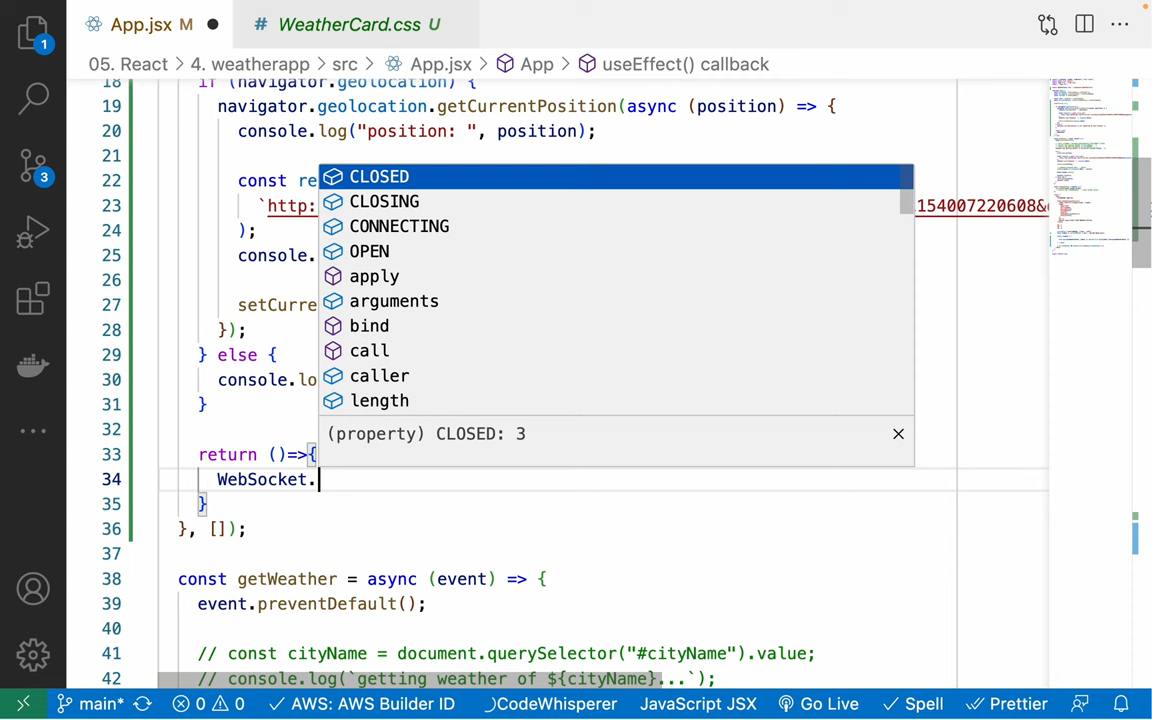 App.jsx M
# WeatherCard.css U
05. React > 4. weatherapp > src > App.jsx > App > useEffect() callback
18 if (navigator.geolocation) {
19 navigator.geolocation.getCurrentPosition(async (position) => {
20 console.log("position: ", position);
21
22 const re
23 `http: 154007220608&
24 );
25 console.
26
27 setCurre
28 });
29 } else {
30 console.lo
31 }
32
33 return ()=>{
34 WebSocket.
35 }
36 }, []);
37
38 const getWeather = async (event) => {
39 event.preventDefault();
40
41 // const cityName = document.querySelector("#cityName").value;
42 // console.log(`getting weather of ${cityName}...`);
CLOSED
CLOSING
CONNECTING
OPEN
apply
arguments
bind
call
caller
length
(property) CLOSED: 3
1
3
main* 0 0 AWS: AWS Builder ID CodeWhisperer JavaScript JSX Go Live Spell Prettier